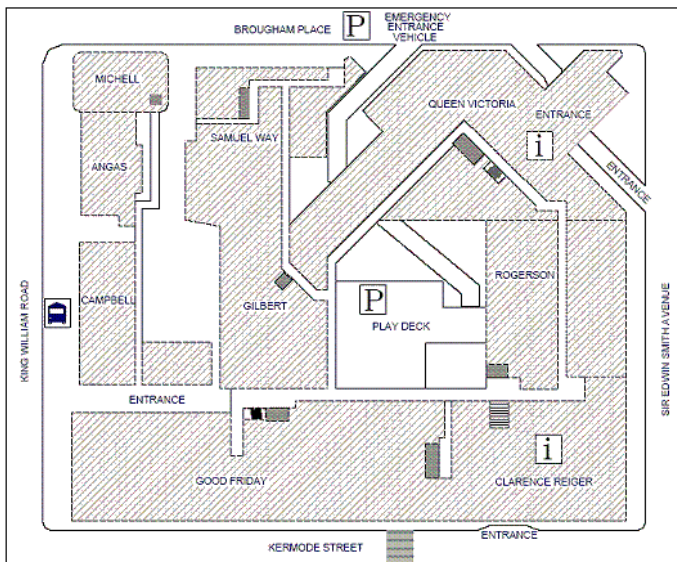 BROUGHAM PLACE
P
EMERGENCY
ENTRANCE
VEHICLE
MICHELL
QUEEN VICTORIA
ENTRANCE
SAMUEL WAY
i
ANGAS
ENTRANCE
ROGERSON
CAMPBELL
GILBERT
P
PLAY DECK
KING WILLIAM ROAD
SIR EDWIN SMITH AVENUE
ENTRANCE
i
GOOD FRIDAY
CLARENCE REIGER
ENTRANCE
KERMODE STREET